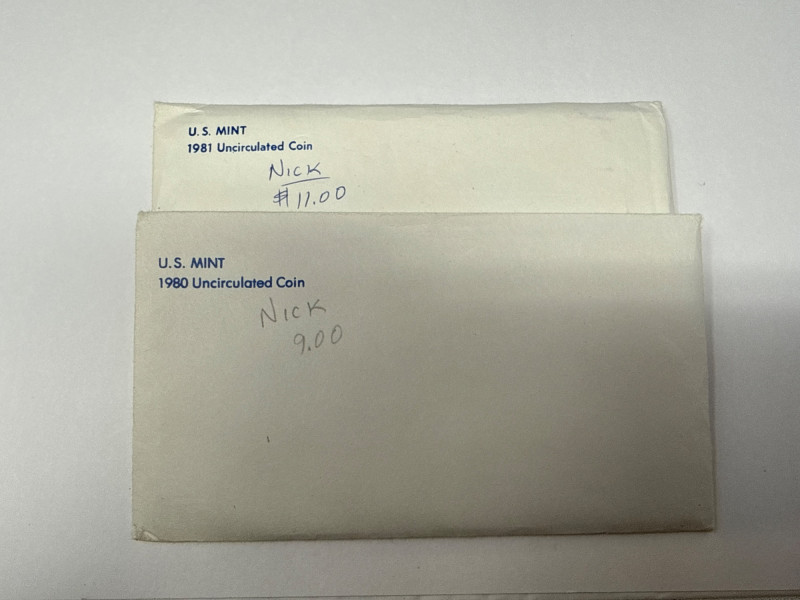 U.S. MINT
1981 Uncirculated Coin
Nick
$11.00
U.S. MINT
1980 Uncirculated Coin
Nick
9.00